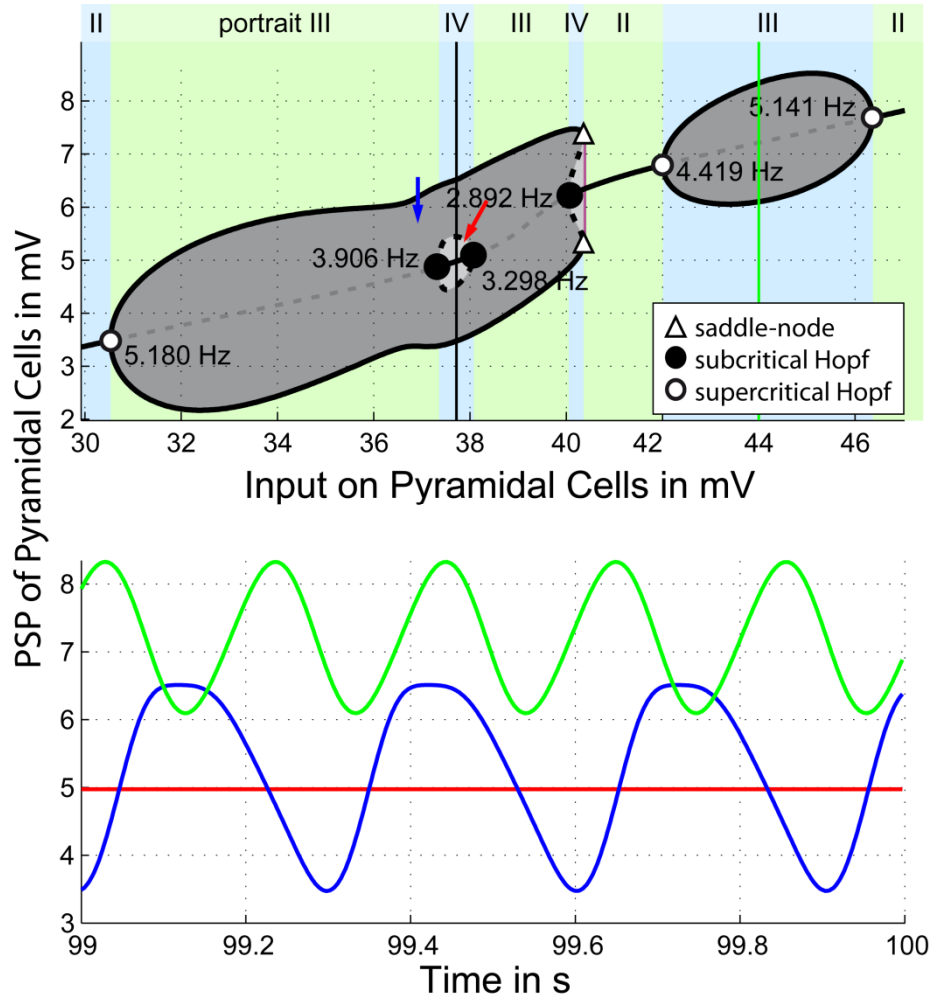 II portrait III IV III IV II III II
8
7
6
5
4
3
2
5.141 Hz
4.419 Hz
2.892 Hz
3.906 Hz
3.298 Hz
5.180 Hz
saddle-node
subcritical Hopf
supercritical Hopf
30 32 34 36 38 40 42 44 46
Input on Pyramidal Cells in mV
PSP of Pyramidal Cells in mV
8
7
6
5
4
3
99 99.2 99.4 99.6 99.8 100
Time in s